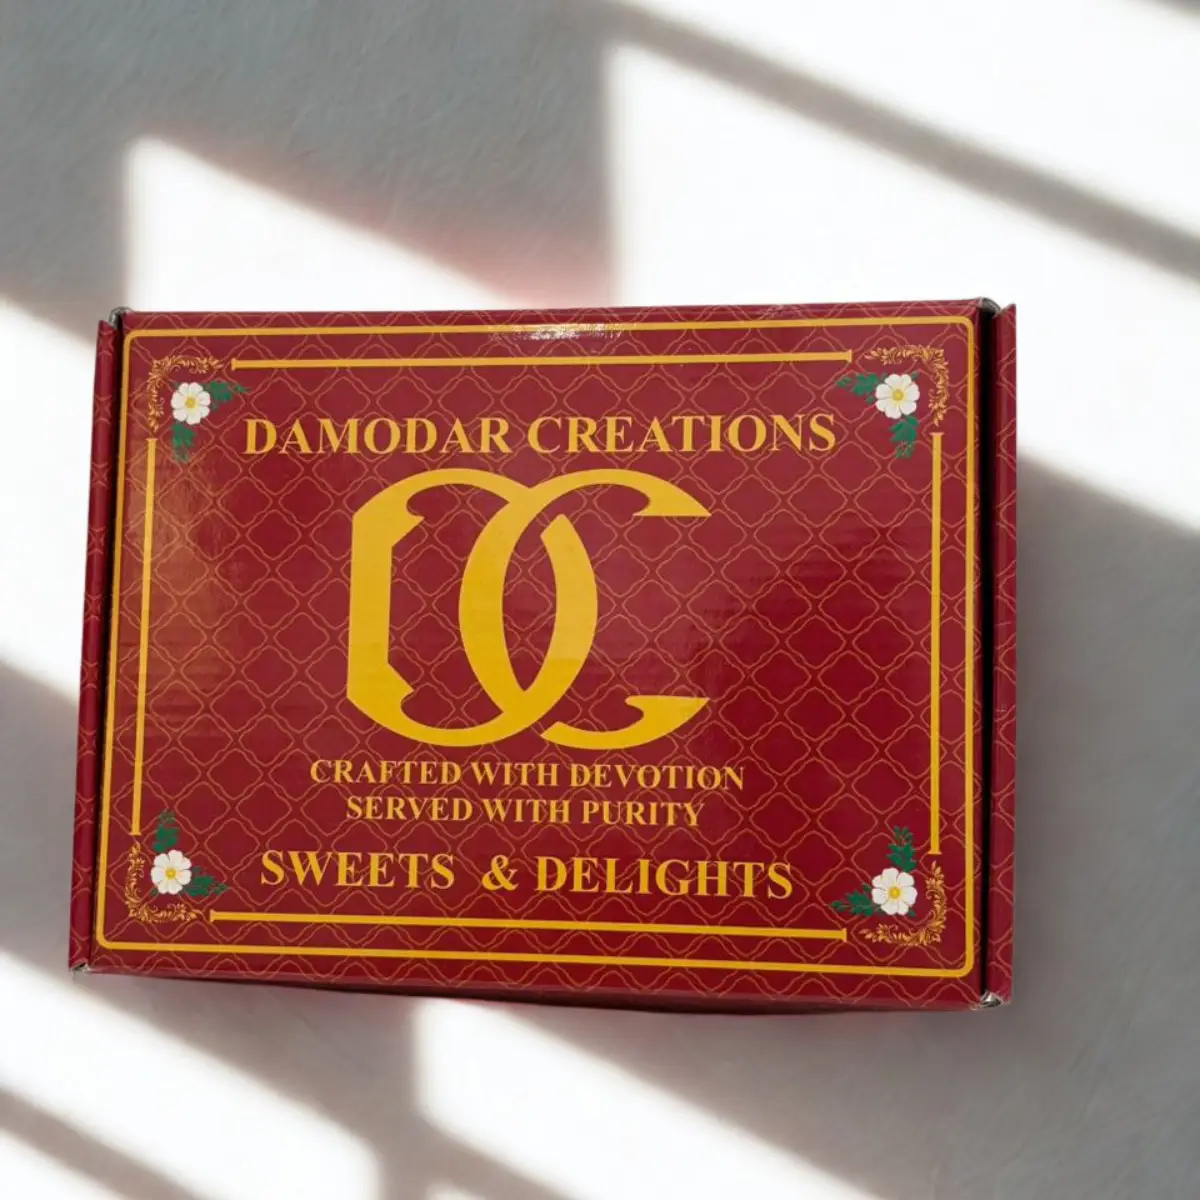 DAMODAR CREATIONS
DC
CRAFTED WITH DEVOTION
SERVED WITH PURITY
SWEETS & DELIGHTS